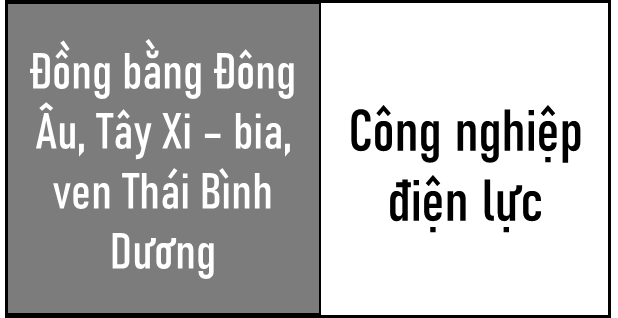 Đồng bằng Đông
Âu, Tây Xi – bia,
ven Thái Bình
Dương
Công nghiệp
điện lực